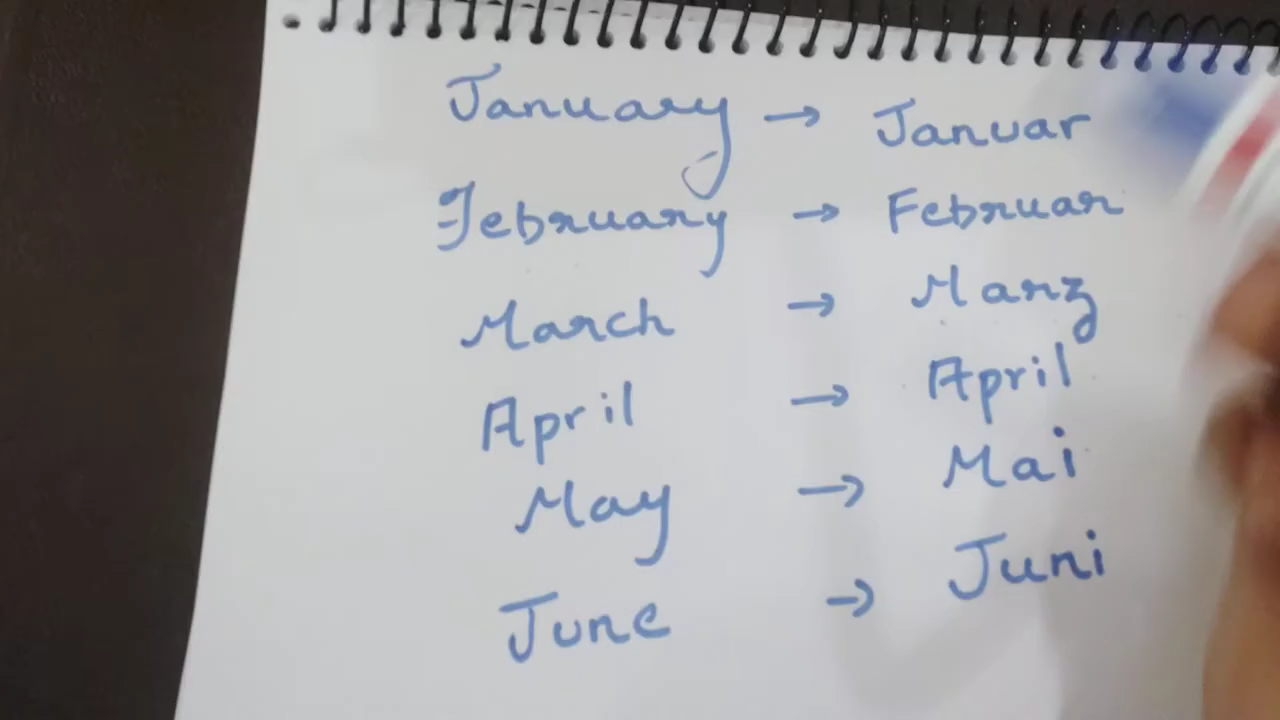 January → Januar
February → Februar
March → Marz
April → April
May → Mai
June → Juni